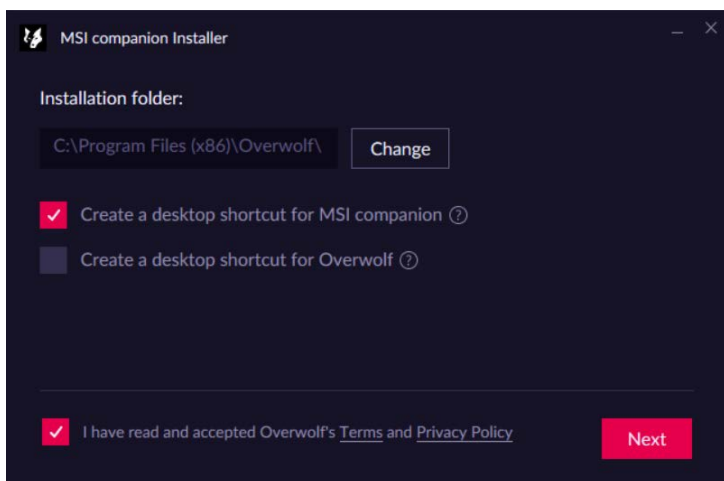 MSI companion Installer
Installation folder:
C:\Program Files (x86)\Overwolf\
Change
Create a desktop shortcut for MSI companion
Create a desktop shortcut for Overwolf
I have read and accepted Overwolf's Terms and Privacy Policy
Next